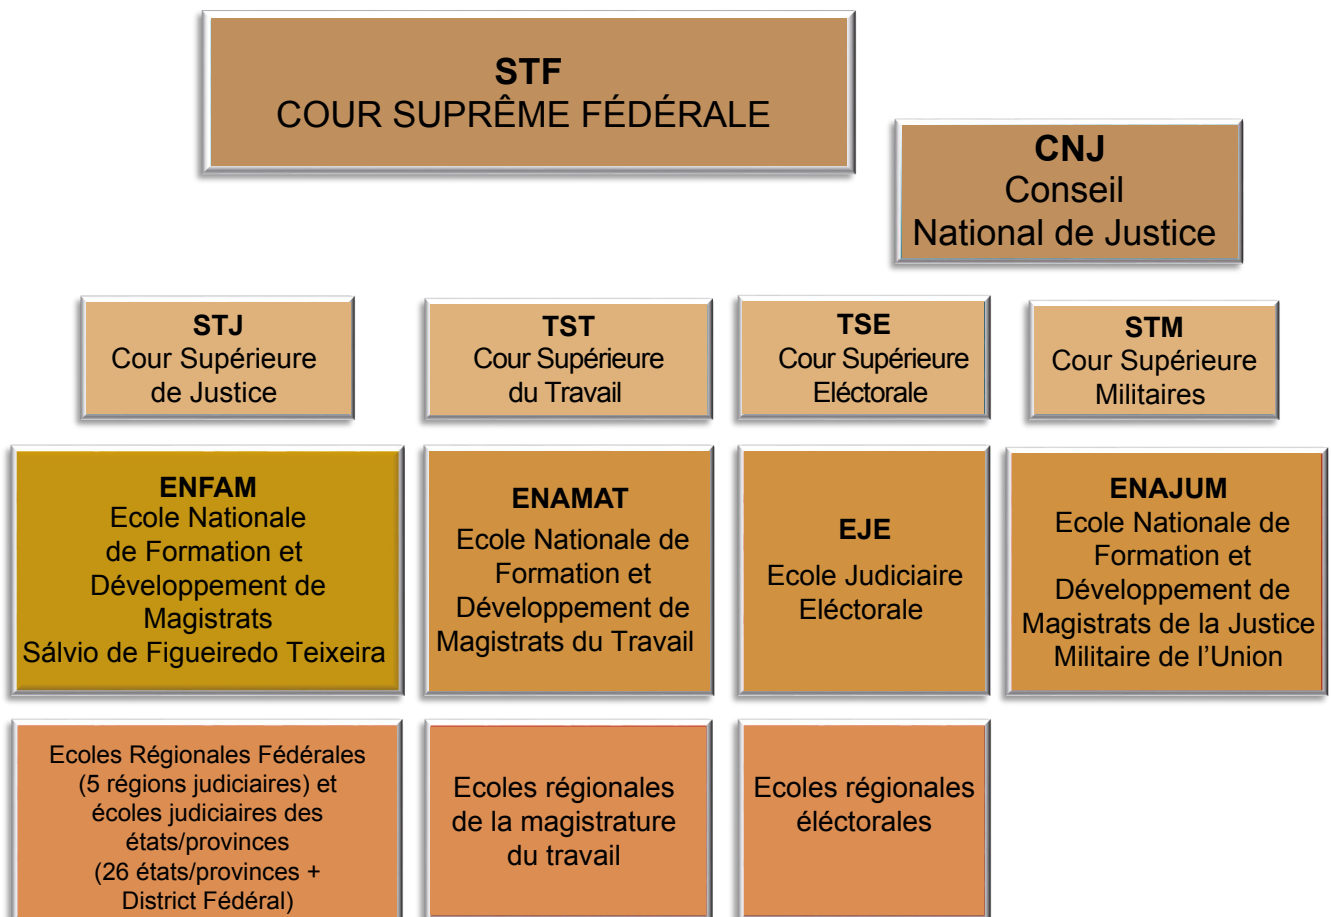 STF
COUR SUPRÊME FÉDÉRALE
CNJ
Conseil
National de Justice
STJ
Cour Supérieure
de Justice
TST
Cour Supérieure
du Travail
TSE
Cour Supérieure
Eléctorale
STM
Cour Supérieure
Militaires
ENFAM
Ecole Nationale
de Formation et
Développement de
Magistrats
Sálvio de Figueiredo Teixeira
ENAMAT
Ecole Nationale de
Formation et
Développement de
Magistrats du Travail
EJE
Ecole Judiciaire
Eléctorale
ENAJUM
Ecole Nationale de
Formation et
Développement de
Magistrats de la Justice
Militaire de l’Union
Ecoles Régionales Fédérales
(5 régions judiciaires) et
écoles judiciaires des
états/provinces
(26 états/provinces +
District Fédéral)
Ecoles régionales
de la magistrature
du travail
Ecoles régionales
éléctorales